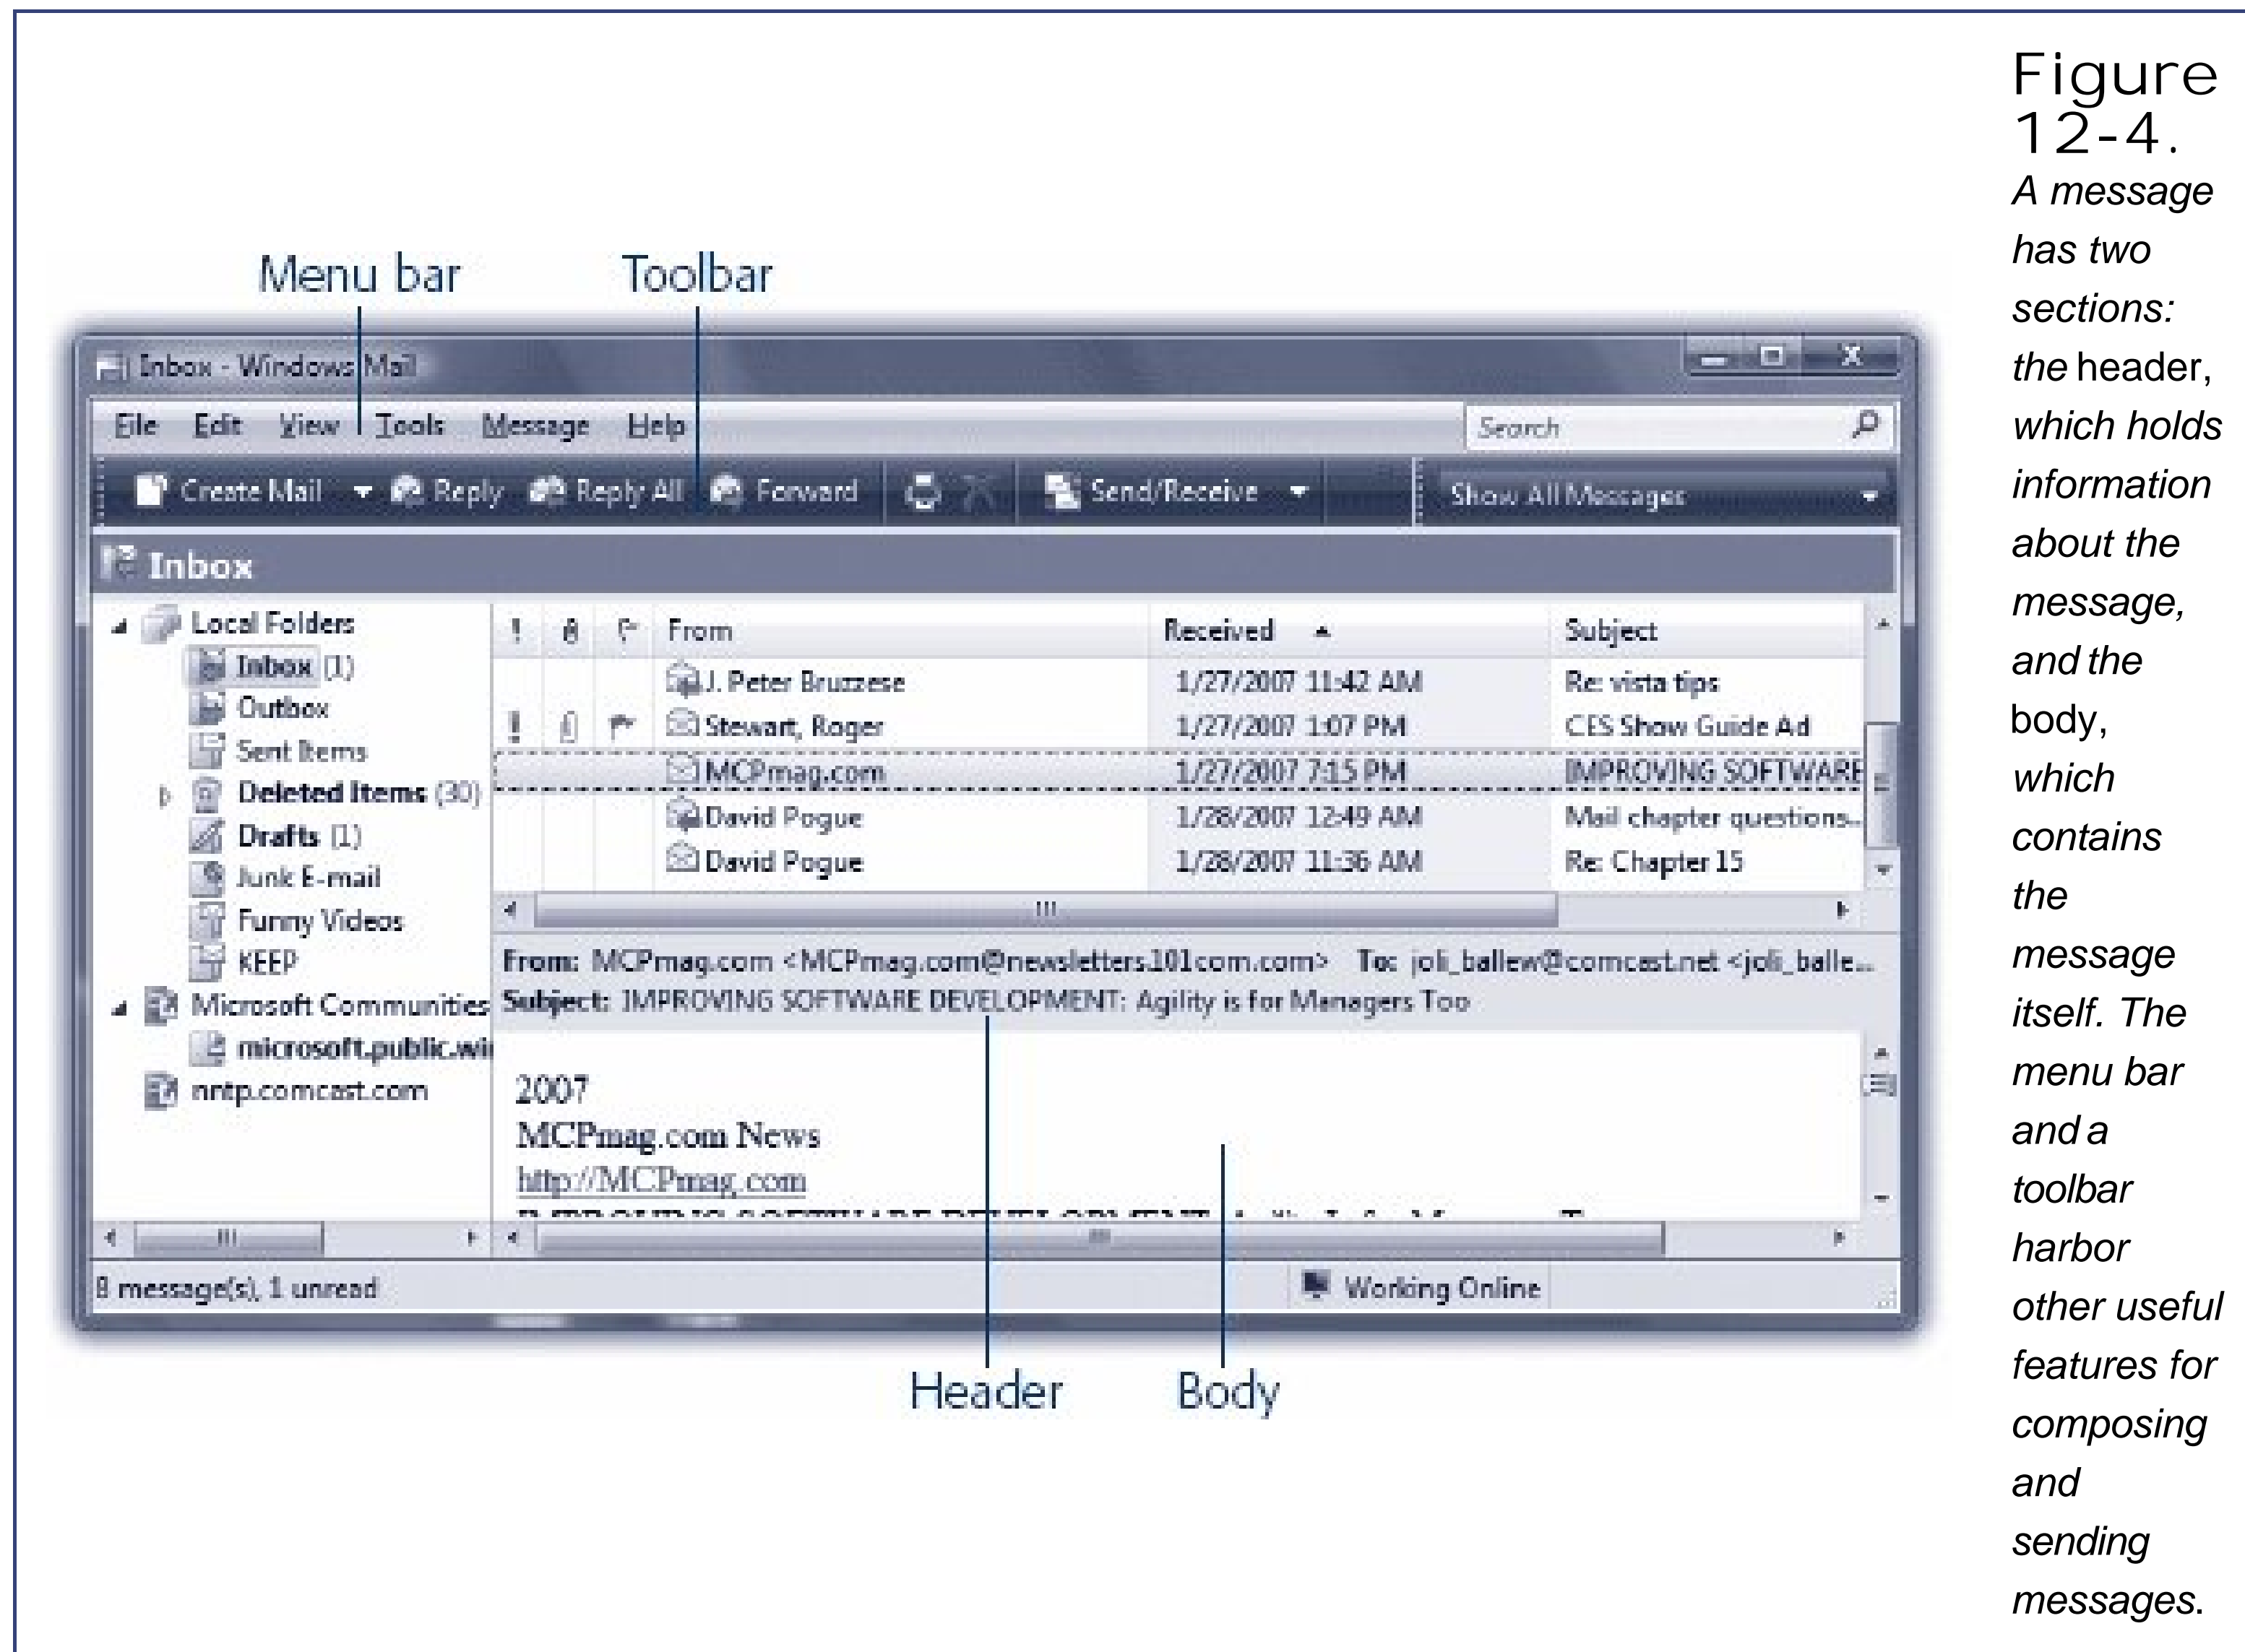 Menu bar
Toolbar
Inbox - Windows Mail
File Edit View Tools Message Help
Search
Create Mail Reply Reply All Forward Send/Receive Show All Messages
Inbox
Local Folders
Inbox (1)
Outbox
Sent Items
Deleted Items (30)
Drafts (1)
Junk E-mail
Funny Videos
KEEP
Microsoft Communities
microsoft.public.wi
nntp.comcast.com
! From Received Subject
J. Peter Bruzzese 1/27/2007 11:42 AM Re: vista tips
! Stewart, Roger 1/27/2007 1:07 PM CES Show Guide Ad
MCPmag.com 1/27/2007 7:15 PM IMPROVING SOFTWARE
David Pogue 1/28/2007 12:49 AM Mail chapter questions...
David Pogue 1/28/2007 11:36 AM Re: Chapter 15
From: MCPmag.com <MCPmag.com@newsletters.101com.com> To: joli_ballew@comcast.net <joli_balle...
Subject: IMPROVING SOFTWARE DEVELOPMENT: Agility is for Managers Too
2007
MCPmag.com News
http://MCPmag.com
8 message(s), 1 unread
Working Online
Header
Body
Figure
12-4.
A message
has two
sections:
the header,
which holds
information
about the
message,
and the
body,
which
contains
the
message
itself. The
menu bar
and a
toolbar
harbor
other useful
features for
composing
and
sending
messages.